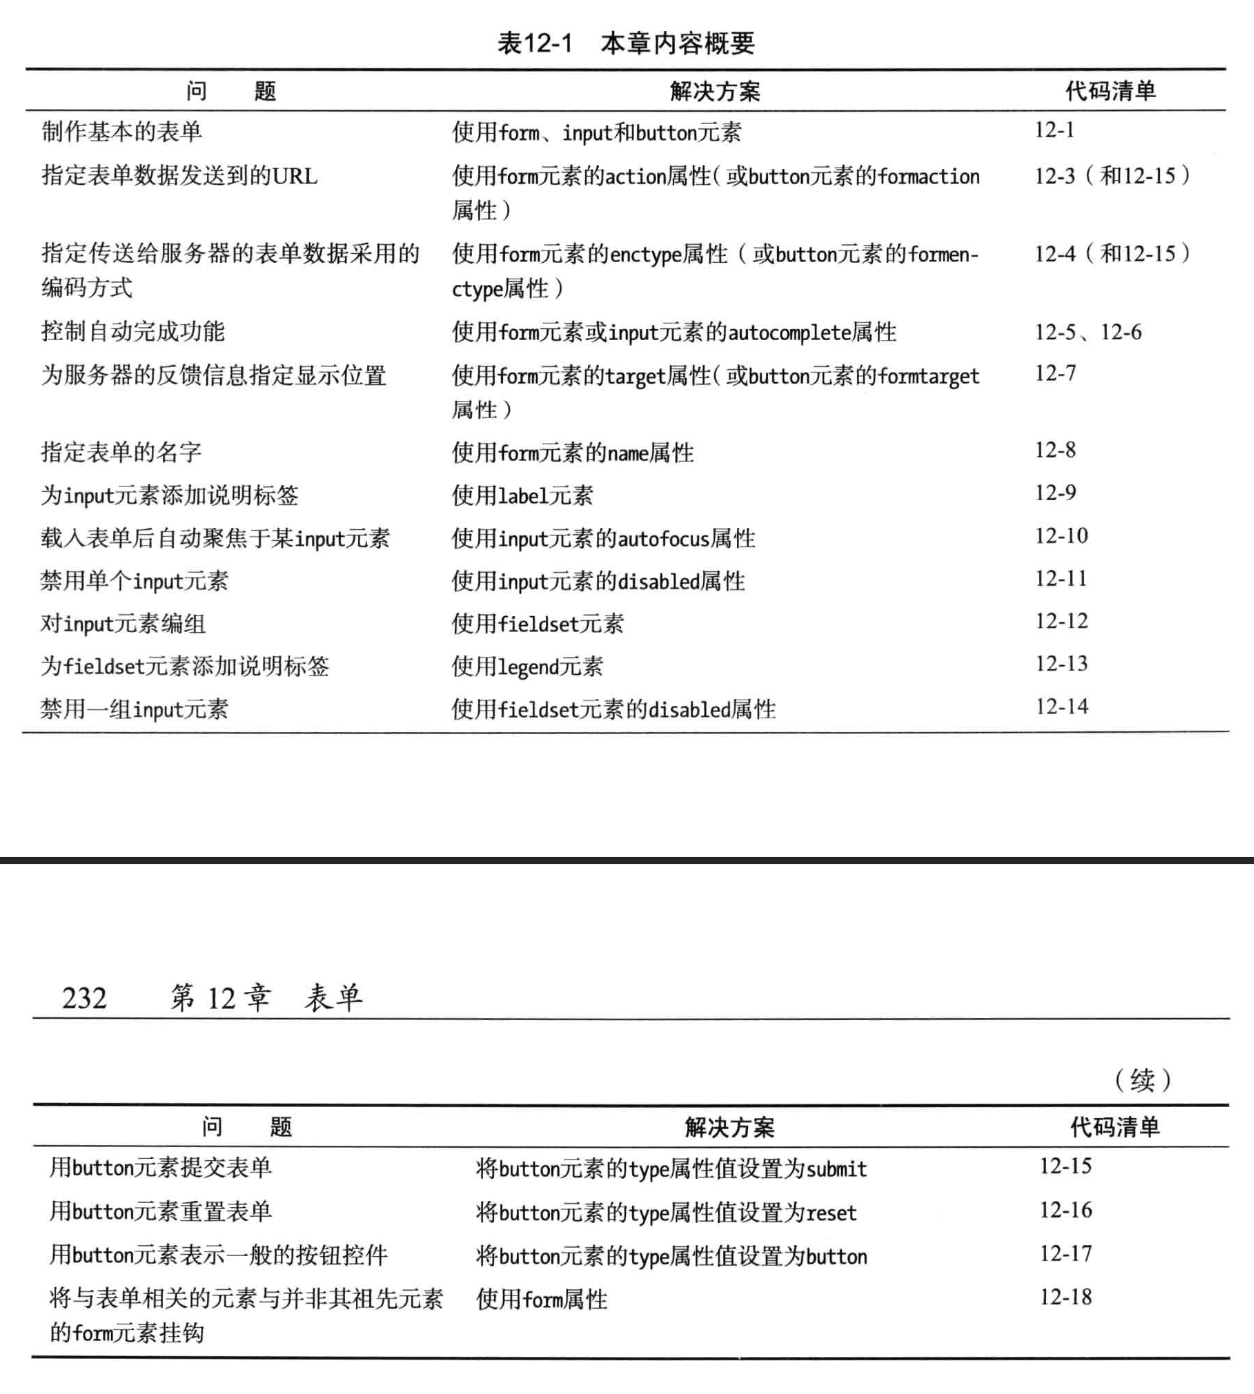 表12-1 本章内容概要
问 题 解决方案 代码清单
制作基本的表单 使用form、input和button元素 12-1
指定表单数据发送到的URL 使用form元素的action属性(或button元素的formaction 12-3（和12-15）
属性）
指定传送给服务器的表单数据采用的 使用form元素的enctype属性（或button元素的formen- 12-4（和12-15）
编码方式 ctype属性）
控制自动完成功能 使用form元素或input元素的autocomplete属性 12-5、12-6
为服务器的反馈信息指定显示位置 使用form元素的target属性(或button元素的formtarget 12-7
属性）
指定表单的名字 使用form元素的name属性 12-8
为input元素添加说明标签 使用label元素 12-9
载入表单后自动聚焦于某input元素 使用input元素的autofocus属性 12-10
禁用单个input元素 使用input元素的disabled属性 12-11
对input元素编组 使用fieldset元素 12-12
为fieldset元素添加说明标签 使用legend元素 12-13
禁用一组input元素 使用fieldset元素的disabled属性 12-14
232 第 12 章 表单
（续）
问 题 解决方案 代码清单
用button元素提交表单 将button元素的type属性值设置为submit 12-15
用button元素重置表单 将button元素的type属性值设置为reset 12-16
用button元素表示一般的按钮控件 将button元素的type属性值设置为button 12-17
将与表单相关的元素与并非其祖先元素 使用form属性 12-18
的form元素挂钩